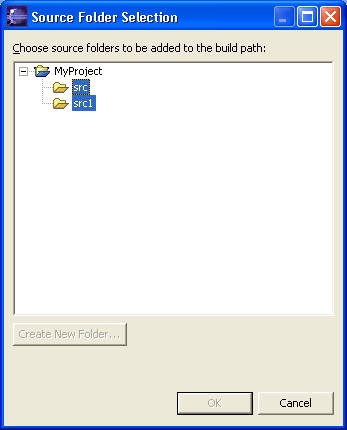 Source Folder Selection
Choose source folders to be added to the build path:
MyProject
src
src1
Create New Folder...
OK
Cancel